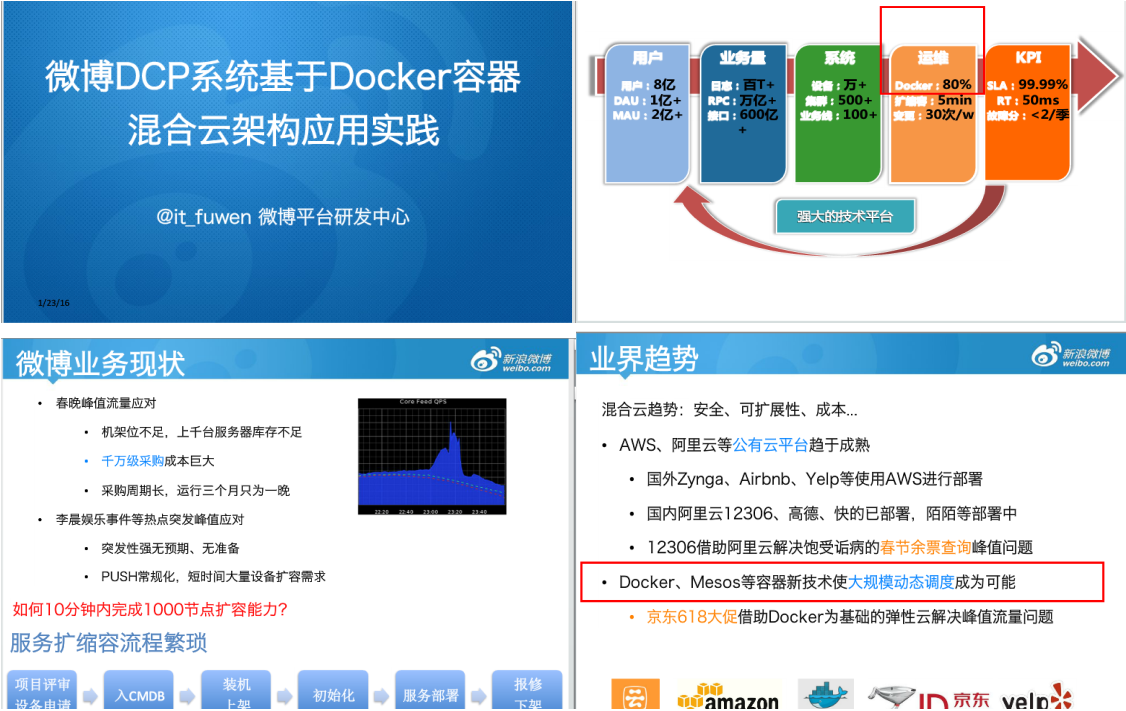 微博DCP系统基于Docker容器
混合云架构应用实践
@it_fuwen 微博平台研发中心
1/23/16
用户
用户：8亿
DAU：1亿+
MAU：2亿+
业务量
日志：百T+
RPC：万亿+
接口：600亿
+
系统
设备：万+
集群：500+
业务线：100+
运维
Docker：80%
扩缩容：5min
变更：30次/w
KPI
SLA：99.99%
RT：50ms
故障分：<2/季
强大的技术平台
微博业务现状
新浪微博
weibo.com
• 春晚峰值流量应对
• 机架位不足，上千台服务器库存不足
• 千万级采购成本巨大
• 采购周期长，运行三个月只为一晚
• 李晨娱乐事件等热点突发峰值应对
• 突发性强无预期、无准备
• PUSH常规化，短时间大量设备扩容需求
Core Feed QPS
22:20 22:40 23:00 23:20 23:40
如何10分钟内完成1000节点扩容能力?
服务扩缩容流程繁琐
项目评审
设备申请
入CMDB
装机
上架
初始化
服务部署
报修
下架
业界趋势
新浪微博
weibo.com
混合云趋势：安全、可扩展性、成本...
• AWS、阿里云等公有云平台趋于成熟
• 国外Zynga、Airbnb、Yelp等使用AWS进行部署
• 国内阿里云12306、高德、快的已部署，陌陌等部署中
• 12306借助阿里云解决饱受诟病的春节余票查询峰值问题
• Docker、Mesos等容器新技术使大规模动态调度成为可能
• 京东618大促借助Docker为基础的弹性云解决峰值流量问题
amazon
JD 京东
yelp